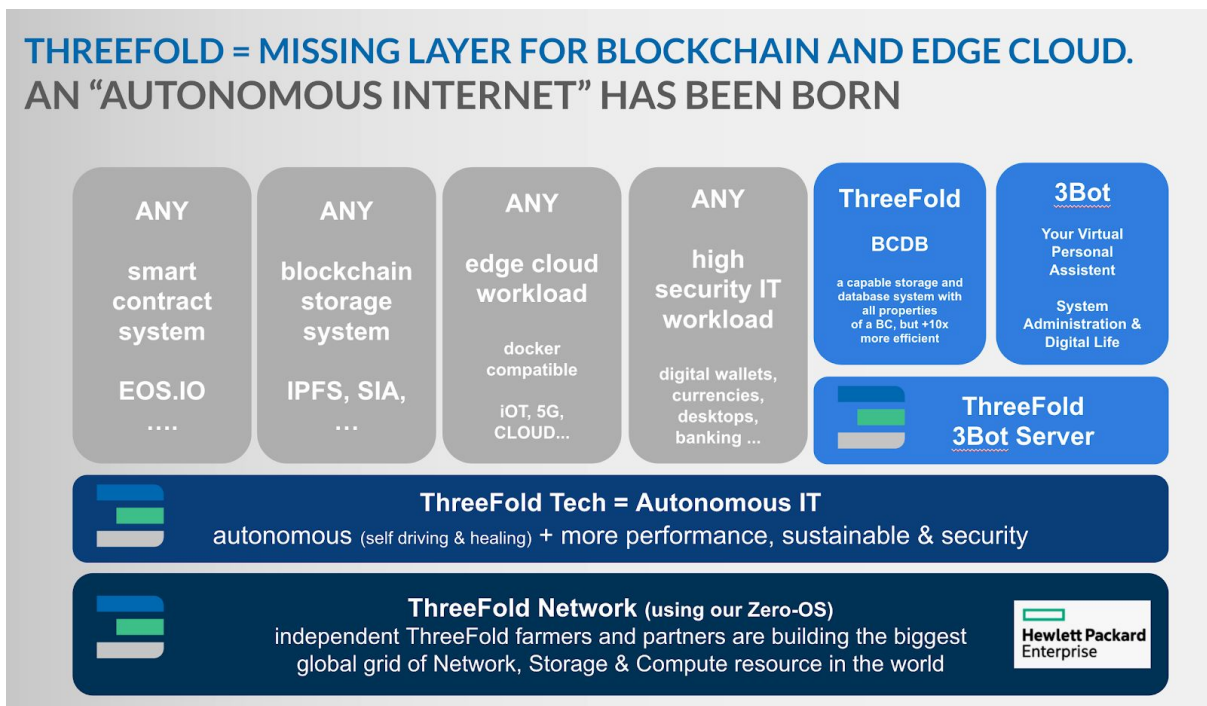 THREEFOLD = MISSING LAYER FOR BLOCKCHAIN AND EDGE CLOUD.
AN “AUTONOMOUS INTERNET” HAS BEEN BORN
ANY
smart
contract
system
EOS.IO
....
ANY
blockchain
storage
system
IPFS, SIA,
...
ANY
edge cloud
workload
docker
compatible
iOT, 5G,
CLOUD...
ANY
high
security IT
workload
digital wallets,
currencies,
desktops,
banking ...
ThreeFold
BCDB
a capable storage and
database system with
all properties
of a BC, but +10x
more efficient
3Bot
Your Virtual
Personal
Assistent
System
Administration &
Digital Life
ThreeFold
3Bot Server
ThreeFold Tech = Autonomous IT
autonomous (self driving & healing) + more performance, sustainable & security
ThreeFold Network (using our Zero-OS)
independent ThreeFold farmers and partners are building the biggest
global grid of Network, Storage & Compute resource in the world
Hewlett Packard
Enterprise